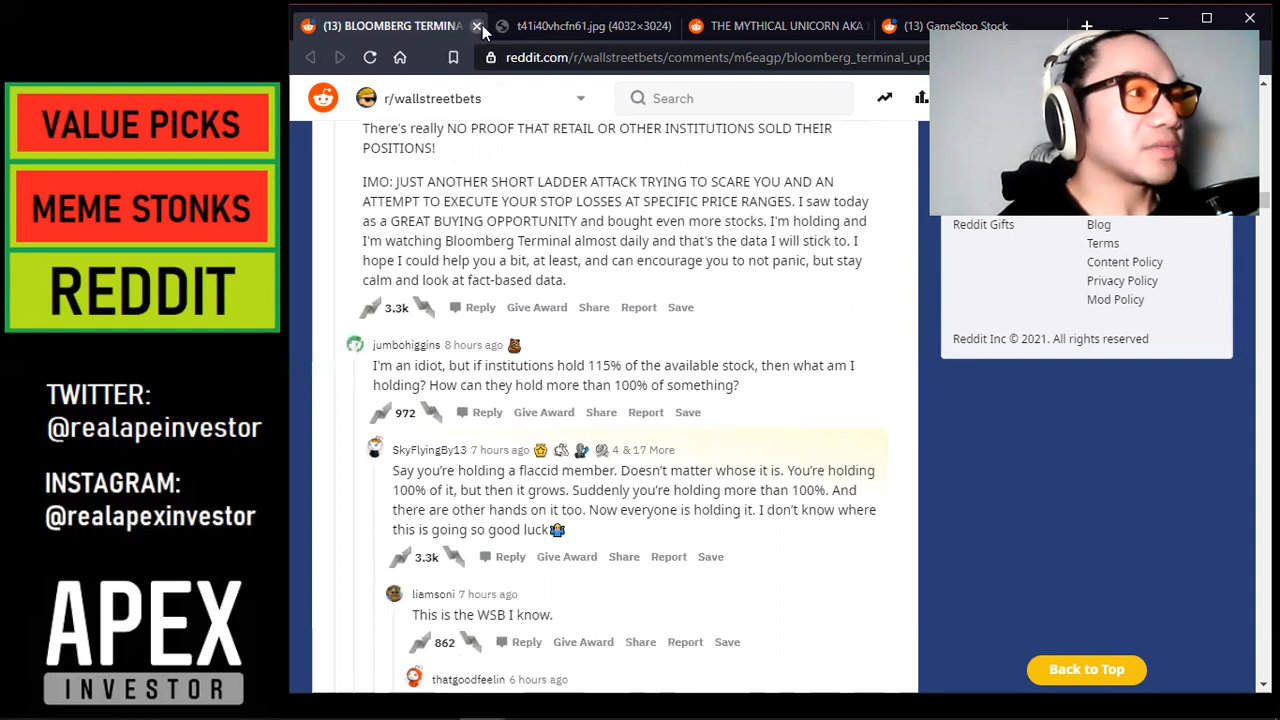 VALUE PICKS
MEME STONKS
REDDIT
TWITTER:
@realapeinvestor
INSTAGRAM:
@realapexinvestor
APEX
INVESTOR
(13) BLOOMBERG TERMINA
t41i40vhcfn61.jpg (4032×3024)
THE MYTHICAL UNICORN AKA
(13) GameStop Stock
reddit.com/r/wallstreetbets/comments/m6eagp/bloomberg_terminal_upd
r/wallstreetbets
Search
There's really NO PROOF THAT RETAIL OR OTHER INSTITUTIONS SOLD THEIR
POSITIONS!
IMO: JUST ANOTHER SHORT LADDER ATTACK TRYING TO SCARE YOU AND AN
ATTEMPT TO EXECUTE YOUR STOP LOSSES AT SPECIFIC PRICE RANGES. I saw today
as a GREAT BUYING OPPORTUNITY and bought even more stocks. I'm holding and
I'm watching Bloomberg Terminal almost daily and that's the data I will stick to. I
hope I could help you a bit, at least, and can encourage you to not panic, but stay
calm and look at fact-based data.
3.3k Reply Give Award Share Report Save
jumbohiggins 8 hours ago
I'm an idiot, but if institutions hold 115% of the available stock, then what am I
holding? How can they hold more than 100% of something?
972 Reply Give Award Share Report Save
SkyFlyingBy13 7 hours ago 4 & 17 More
Say you're holding a flaccid member. Doesn't matter whose it is. You're holding
100% of it, but then it grows. Suddenly you're holding more than 100%. And
there are other hands on it too. Now everyone is holding it. I don't know where
this is going so good luck
3.3k Reply Give Award Share Report Save
liamsoni 7 hours ago
This is the WSB I know.
862 Reply Give Award Share Report Save
thatgoodfeelin 6 hours ago
Reddit Gifts
Blog
Terms
Content Policy
Privacy Policy
Mod Policy
Reddit Inc © 2021. All rights reserved
Back to Top